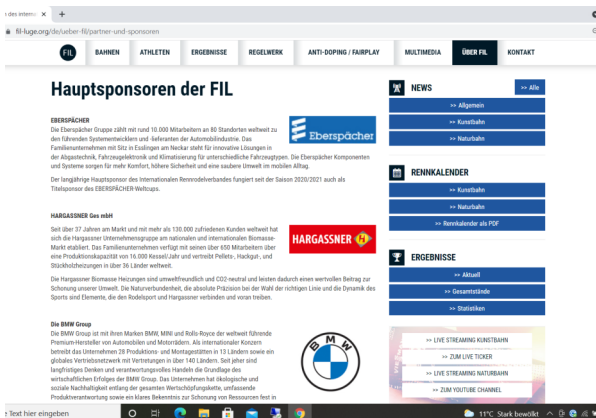 des interne
fil-luge.org/de/ueber-fil/partner-und-sponsoren
FIL
BAHNEN
ATHLETEN
ERGEBNISSE
REGELWERK
ANTI-DOPING / FAIRPLAY
MULTIMEDIA
ÜBER FIL
KONTAKT
Hauptsponsoren der FIL
EBERSPÄCHER
Die Eberspächer Gruppe zählt mit rund 10.000 Mitarbeitern an 80 Standorten weltweit zu
den führenden Systementwicklern und -lieferanten der Automobilindustrie. Das
Familienunternehmen mit Sitz in Esslingen am Neckar steht für innovative Lösungen in
der Abgastechnik, Fahrzeugelektronik und Klimatisierung für unterschiedliche Fahrzeugtypen. Die Eberspächer Komponenten
und Systeme sorgen für mehr Komfort, höhere Sicherheit und eine saubere Umwelt im mobilen Alltag.
Der langjährige Hauptsponsor des Internationalen Rennrodelverbandes fungiert seit der Saison 2020/2021 auch als
Titelsponsor des EBERSPÄCHER-Weltcups.
Eberspächer
HARGASSNER Ges mbH
Seit über 37 Jahren am Markt und mit mehr als 130.000 zufriedenen Kunden weltweit hat
sich die Hargassner Unternehmensgruppe am nationalen und internationalen Biomasse-
Markt etabliert. Das Familienunternehmen verfügt mit seinen über 650 Mitarbeitern über
eine Produktionskapazität von 16.000 Kessel/Jahr und vertreibt Pellets-, Hackgut-, und
Stückholzheizungen in über 36 Länder weltweit.
HARGASSNER
Die Hargassner Biomasse Heizungen sind umweltfreundlich und CO2-neutral und leisten dadurch einen wertvollen Beitrag zur
Schonung unserer Umwelt. Die Naturverbundenheit, die absolute Präzision bei der Wahl der richtigen Linie und die Dynamik des
Sports sind Elemente, die den Rodelsport und Hargassner verbinden und voran treiben.
Die BMW Group
Die BMW Group ist mit ihren Marken BMW, MINI und Rolls-Royce der weltweit führende
Premium-Hersteller von Automobilen und Motorrädern. Als internationaler Konzern
betreibt das Unternehmen 28 Produktions- und Montagestätten in 13 Ländern sowie ein
globales Vertriebsnetzwerk mit Vertretungen in über 140 Ländern. Seit jeher sind
langfristiges Denken und verantwortungsvolles Handeln die Grundlage des
wirtschaftlichen Erfolges der BMW Group. Das Unternehmen hat ökologische und
soziale Nachhaltigkeit entlang der gesamten Wertschöpfungskette, umfassende
Produktverantwortung sowie ein klares Bekenntnis zur Schonung von Ressourcen fest in
BMW
NEWS
>> Alle
>> Allgemein
>> Kunstbahn
>> Naturbahn
RENNKALENDER
>> Kunstbahn
>> Naturbahn
>> Rennkalender als PDF
ERGEBNISSE
>> Aktuell
>> Gesamtstände
>> Statistiken
>> LIVE STREAMING KUNSTBAHN
>> ZUM LIVE TICKER
>> LIVE STREAMING NATURBAHN
>> ZUM YOUTUBE CHANNEL
Text hier eingeben
11°C Stark bewölkt